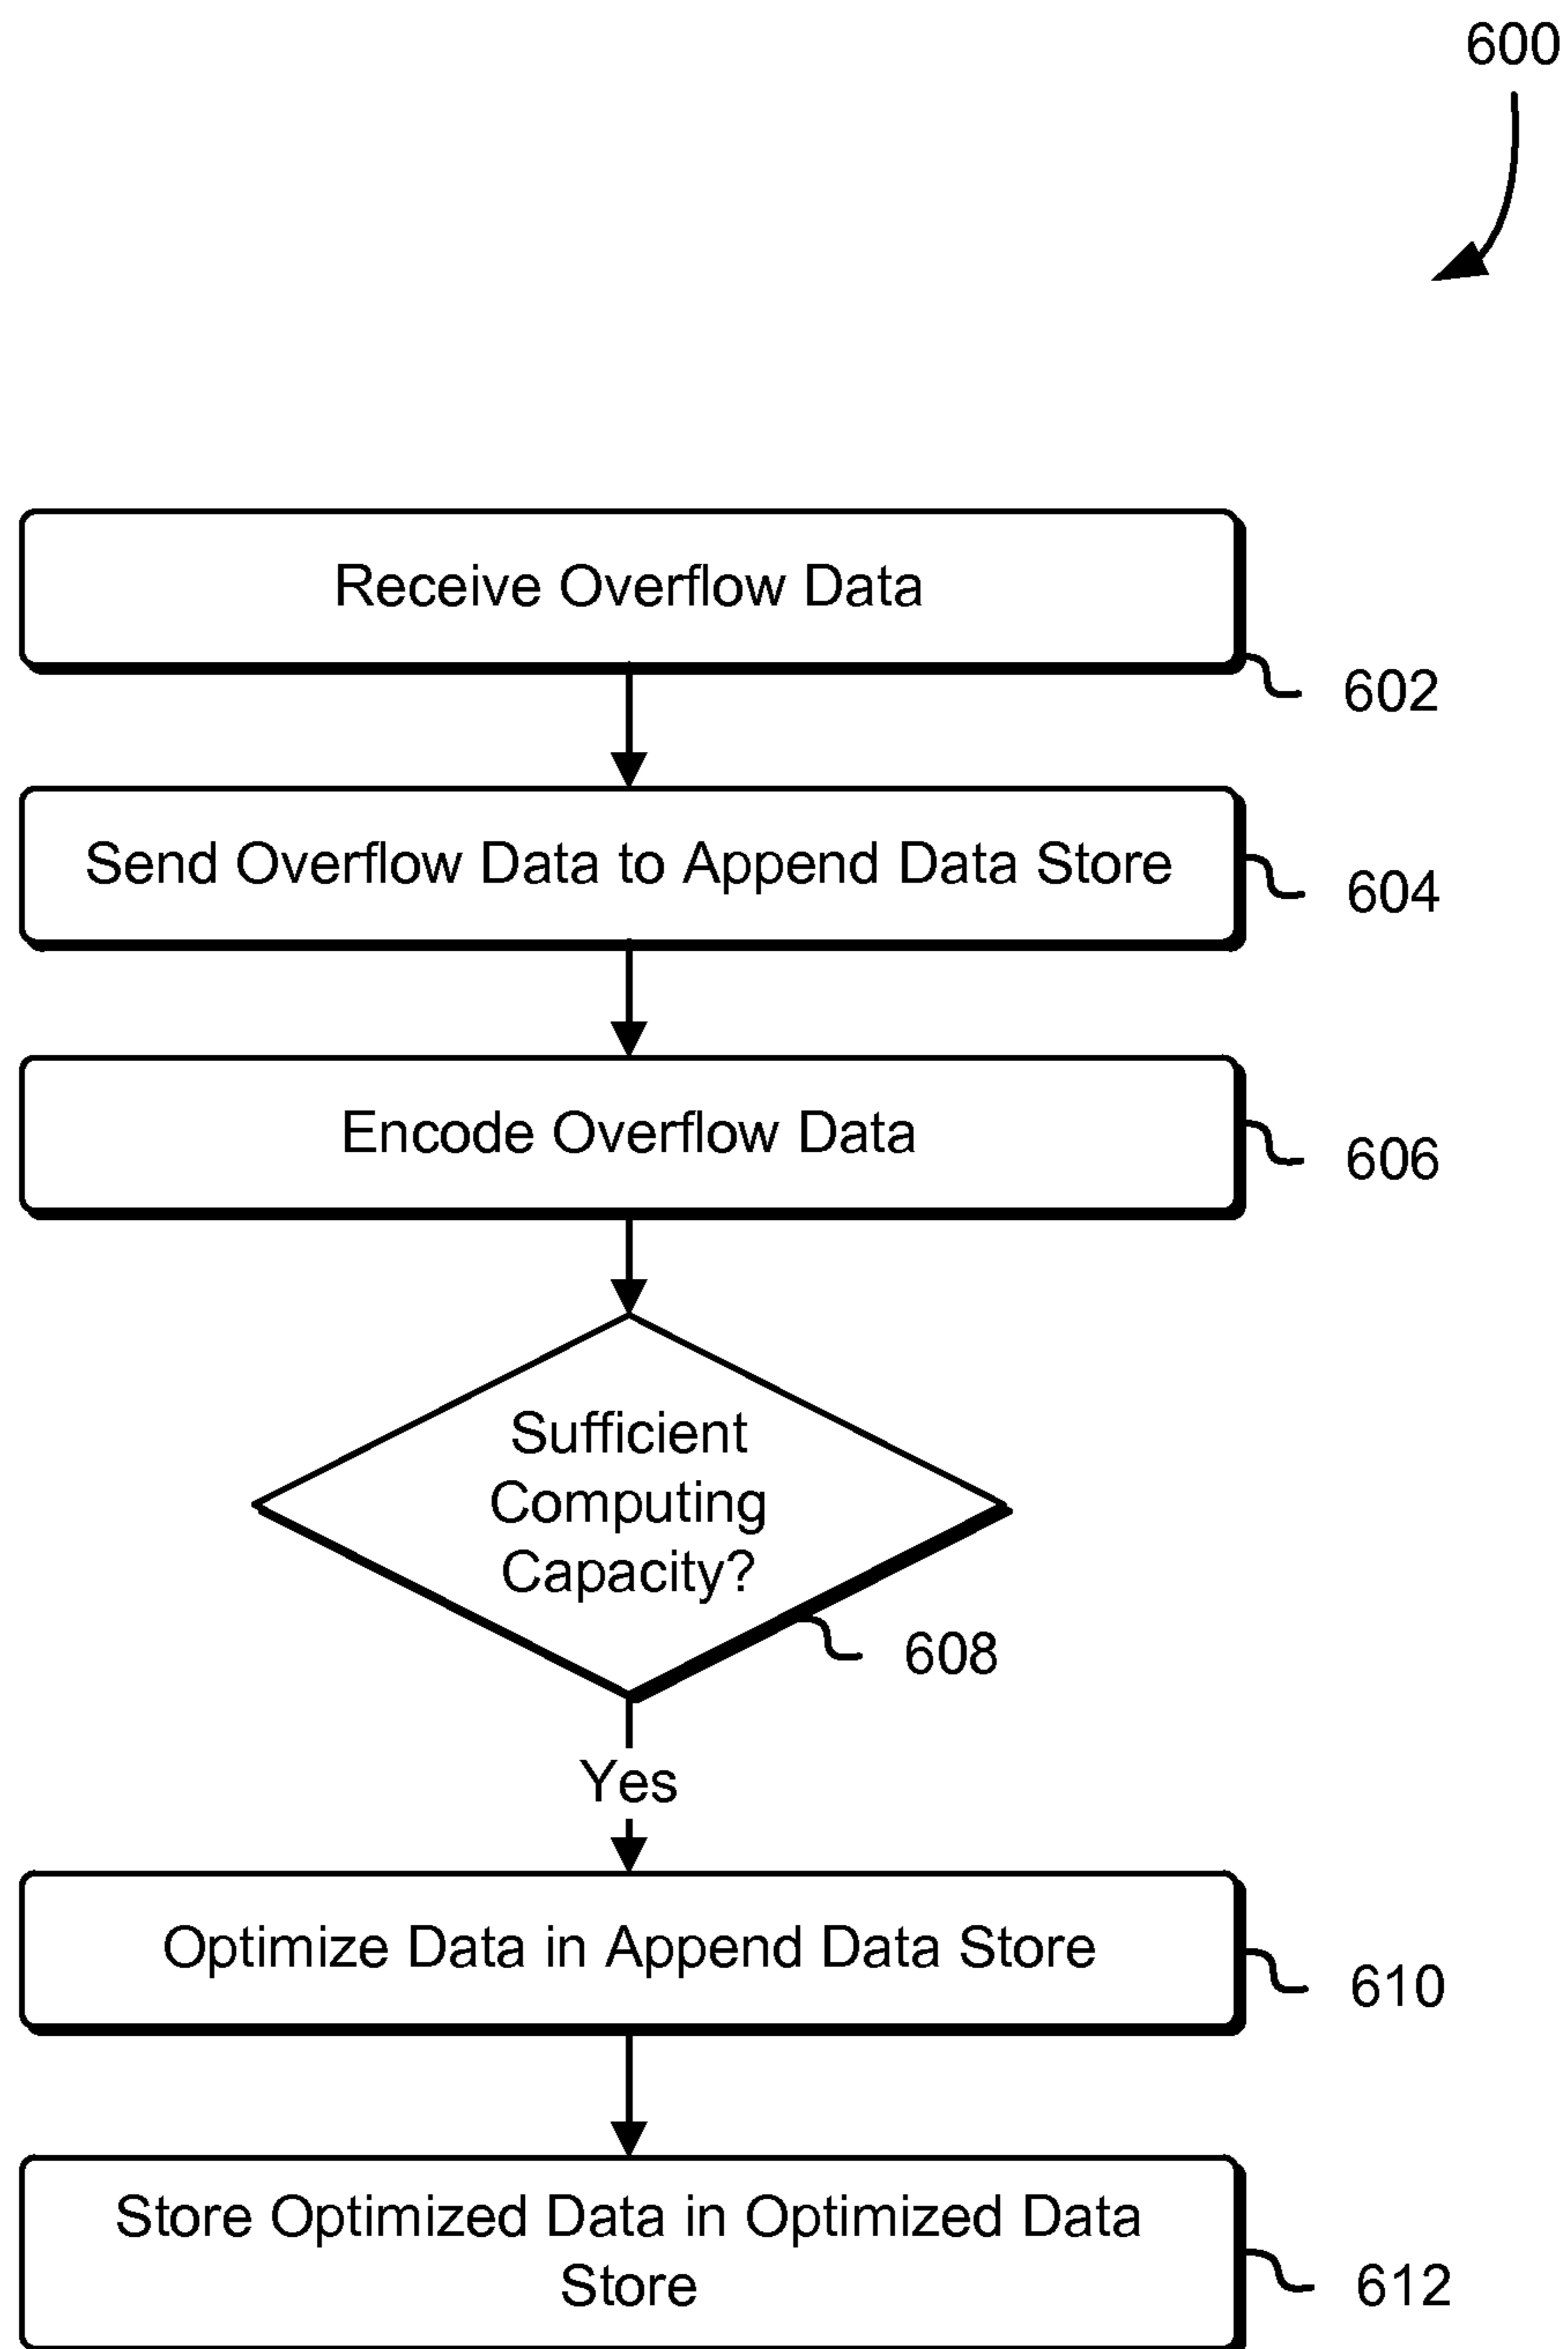 600
Receive Overflow Data
602
Send Overflow Data to Append Data Store
604
Encode Overflow Data
606
Sufficient
Computing
Capacity?
608
Yes
Optimize Data in Append Data Store
610
Store Optimized Data in Optimized Data
Store
612